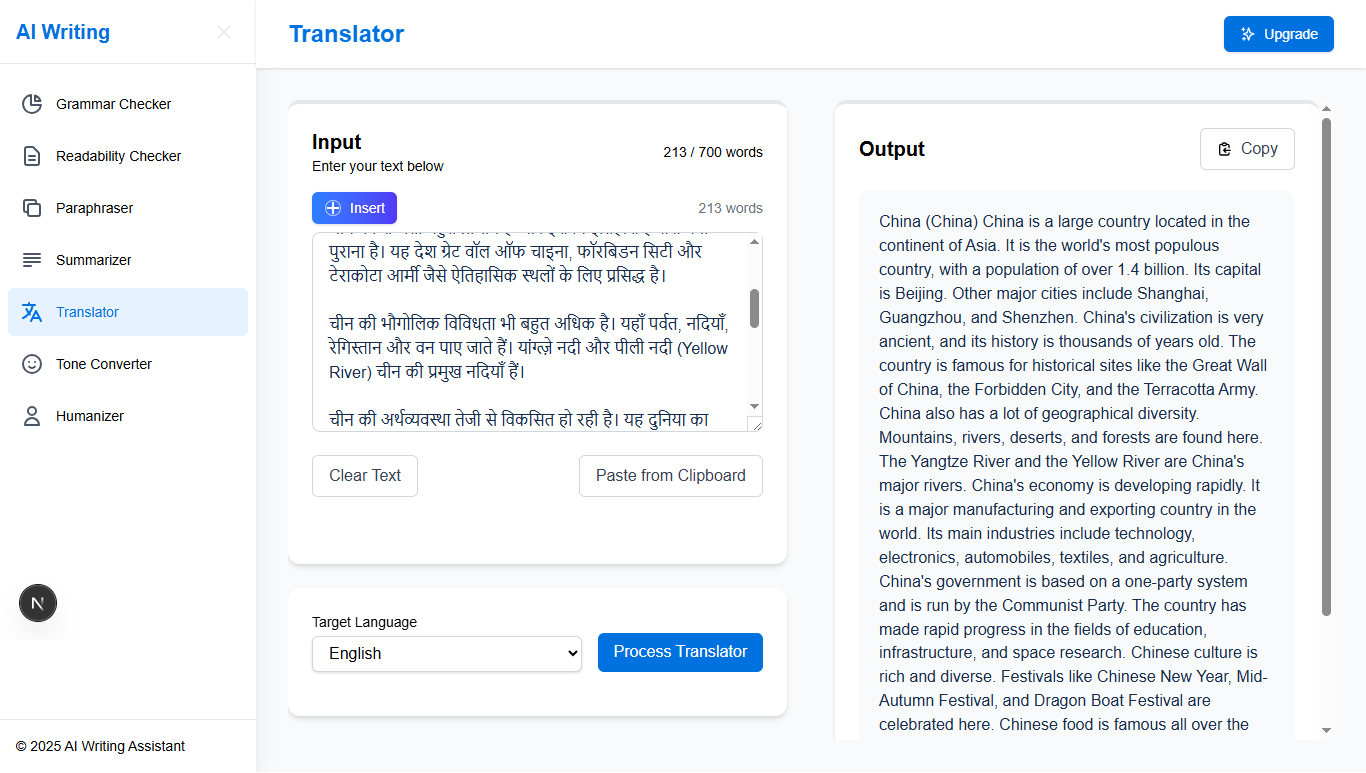 AI Writing
Grammar Checker
Readability Checker
Paraphraser
Summarizer
Translator
Tone Converter
Humanizer
N
© 2025 AI Writing Assistant
Translator
Upgrade
Input
Enter your text below
213 / 700 words
Insert
213 words
पुराना है। यह देश ग्रेट वॉल ऑफ चाइना, फॉरबिडन सिटी और
टेराकोटा आर्मी जैसे ऐतिहासिक स्थलों के लिए प्रसिद्ध है।
चीन की भौगोलिक विविधता भी बहुत अधिक है। यहाँ पर्वत, नदियाँ,
रेगिस्तान और वन पाए जाते हैं। यांग्त्ज़े नदी और पीली नदी (Yellow
River) चीन की प्रमुख नदियाँ हैं।
चीन की अर्थव्यवस्था तेजी से विकसित हो रही है। यह दुनिया का
Clear Text
Paste from Clipboard
Target Language
English
Process Translator
Output
Copy
China (China) China is a large country located in the
continent of Asia. It is the world's most populous
country, with a population of over 1.4 billion. Its capital
is Beijing. Other major cities include Shanghai,
Guangzhou, and Shenzhen. China's civilization is very
ancient, and its history is thousands of years old. The
country is famous for historical sites like the Great Wall
of China, the Forbidden City, and the Terracotta Army.
China also has a lot of geographical diversity.
Mountains, rivers, deserts, and forests are found here.
The Yangtze River and the Yellow River are China's
major rivers. China's economy is developing rapidly. It
is a major manufacturing and exporting country in the
world. Its main industries include technology,
electronics, automobiles, textiles, and agriculture.
China's government is based on a one-party system
and is run by the Communist Party. The country has
made rapid progress in the fields of education,
infrastructure, and space research. Chinese culture is
rich and diverse. Festivals like Chinese New Year, Mid-
Autumn Festival, and Dragon Boat Festival are
celebrated here. Chinese food is famous all over the